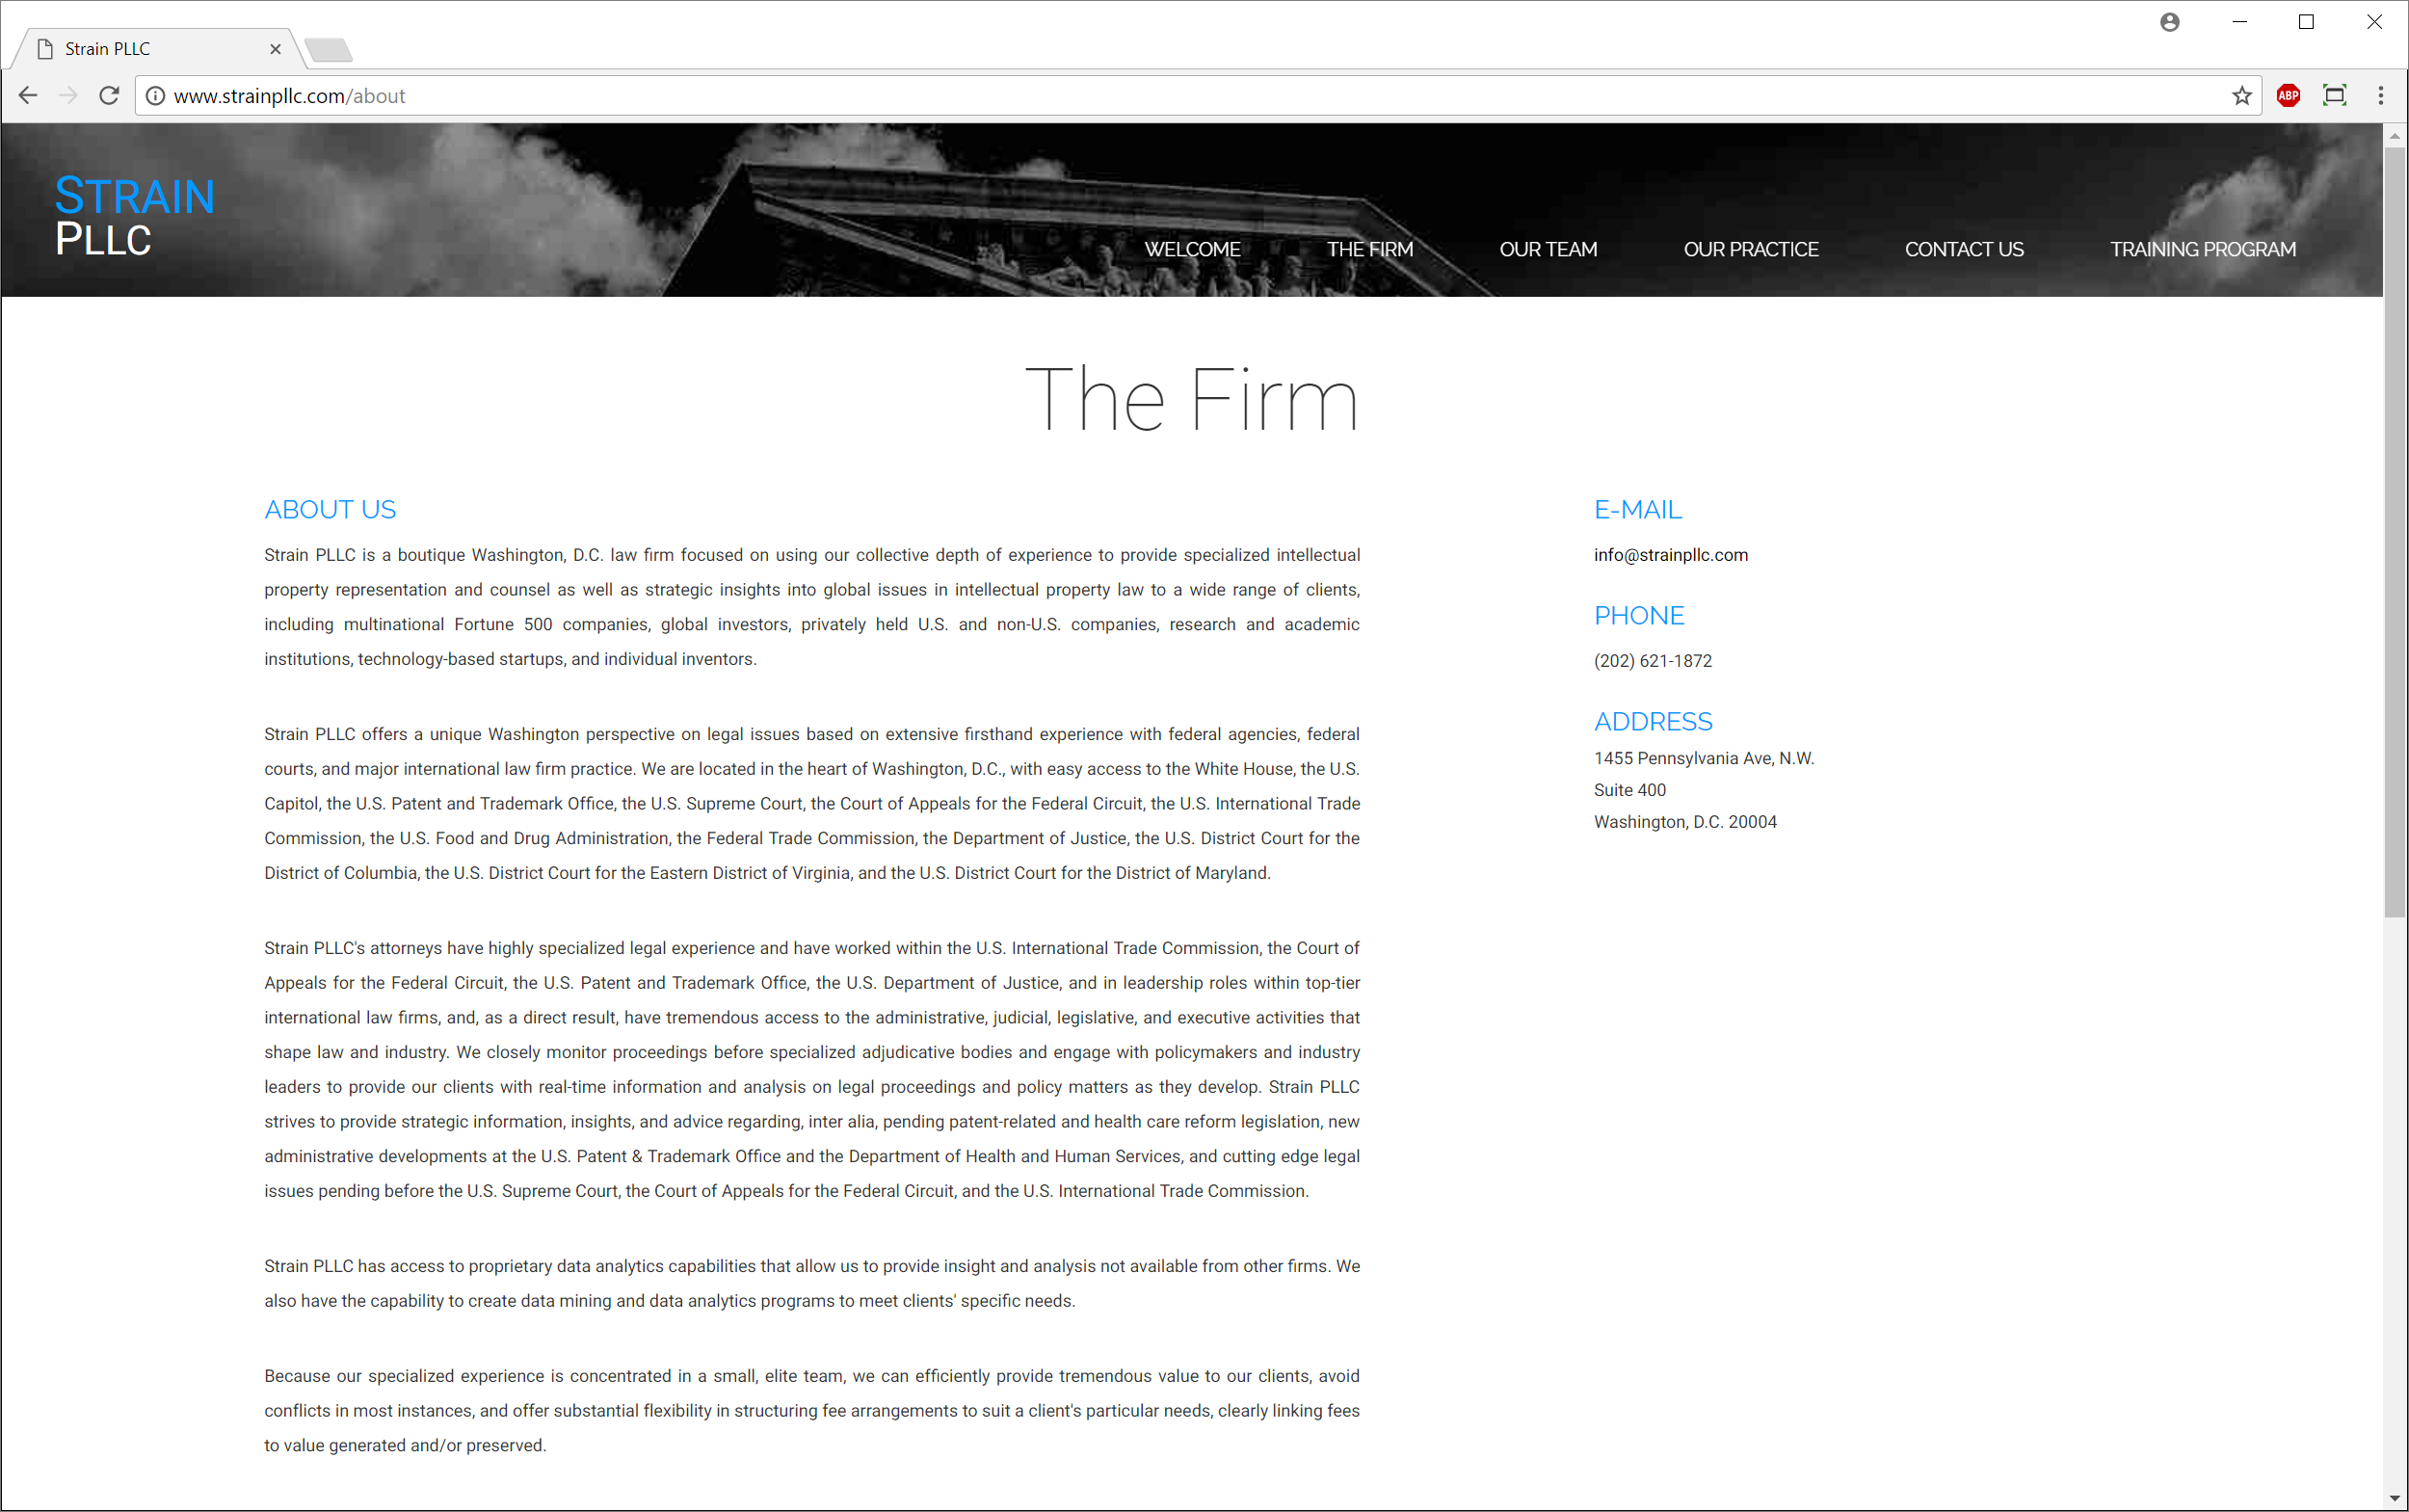 Strain PLLC
www.strainpllc.com/about
ABP
STRAIN
PLLC
WELCOME THE FIRM OUR TEAM OUR PRACTICE CONTACT US TRAINING PROGRAM
The Firm
ABOUT US
Strain PLLC is a boutique Washington, D.C. law firm focused on using our collective depth of experience to provide specialized intellectual
property representation and counsel as well as strategic insights into global issues in intellectual property law to a wide range of clients,
including multinational Fortune 500 companies, global investors, privately held U.S. and non-U.S. companies, research and academic
institutions, technology-based startups, and individual inventors.
Strain PLLC offers a unique Washington perspective on legal issues based on extensive firsthand experience with federal agencies, federal
courts, and major international law firm practice. We are located in the heart of Washington, D.C., with easy access to the White House, the U.S.
Capitol, the U.S. Patent and Trademark Office, the U.S. Supreme Court, the Court of Appeals for the Federal Circuit, the U.S. International Trade
Commission, the U.S. Food and Drug Administration, the Federal Trade Commission, the Department of Justice, the U.S. District Court for the
District of Columbia, the U.S. District Court for the Eastern District of Virginia, and the U.S. District Court for the District of Maryland.
Strain PLLC's attorneys have highly specialized legal experience and have worked within the U.S. International Trade Commission, the Court of
Appeals for the Federal Circuit, the U.S. Patent and Trademark Office, the U.S. Department of Justice, and in leadership roles within top-tier
international law firms, and, as a direct result, have tremendous access to the administrative, judicial, legislative, and executive activities that
shape law and industry. We closely monitor proceedings before specialized adjudicative bodies and engage with policymakers and industry
leaders to provide our clients with real-time information and analysis on legal proceedings and policy matters as they develop. Strain PLLC
strives to provide strategic information, insights, and advice regarding, inter alia, pending patent-related and health care reform legislation, new
administrative developments at the U.S. Patent & Trademark Office and the Department of Health and Human Services, and cutting edge legal
issues pending before the U.S. Supreme Court, the Court of Appeals for the Federal Circuit, and the U.S. International Trade Commission.
Strain PLLC has access to proprietary data analytics capabilities that allow us to provide insight and analysis not available from other firms. We
also have the capability to create data mining and data analytics programs to meet clients' specific needs.
Because our specialized experience is concentrated in a small, elite team, we can efficiently provide tremendous value to our clients, avoid
conflicts in most instances, and offer substantial flexibility in structuring fee arrangements to suit a client's particular needs, clearly linking fees
to value generated and/or preserved.
E-MAIL
info@strainpllc.com
PHONE
(202) 621-1872
ADDRESS
1455 Pennsylvania Ave, N.W.
Suite 400
Washington, D.C. 20004